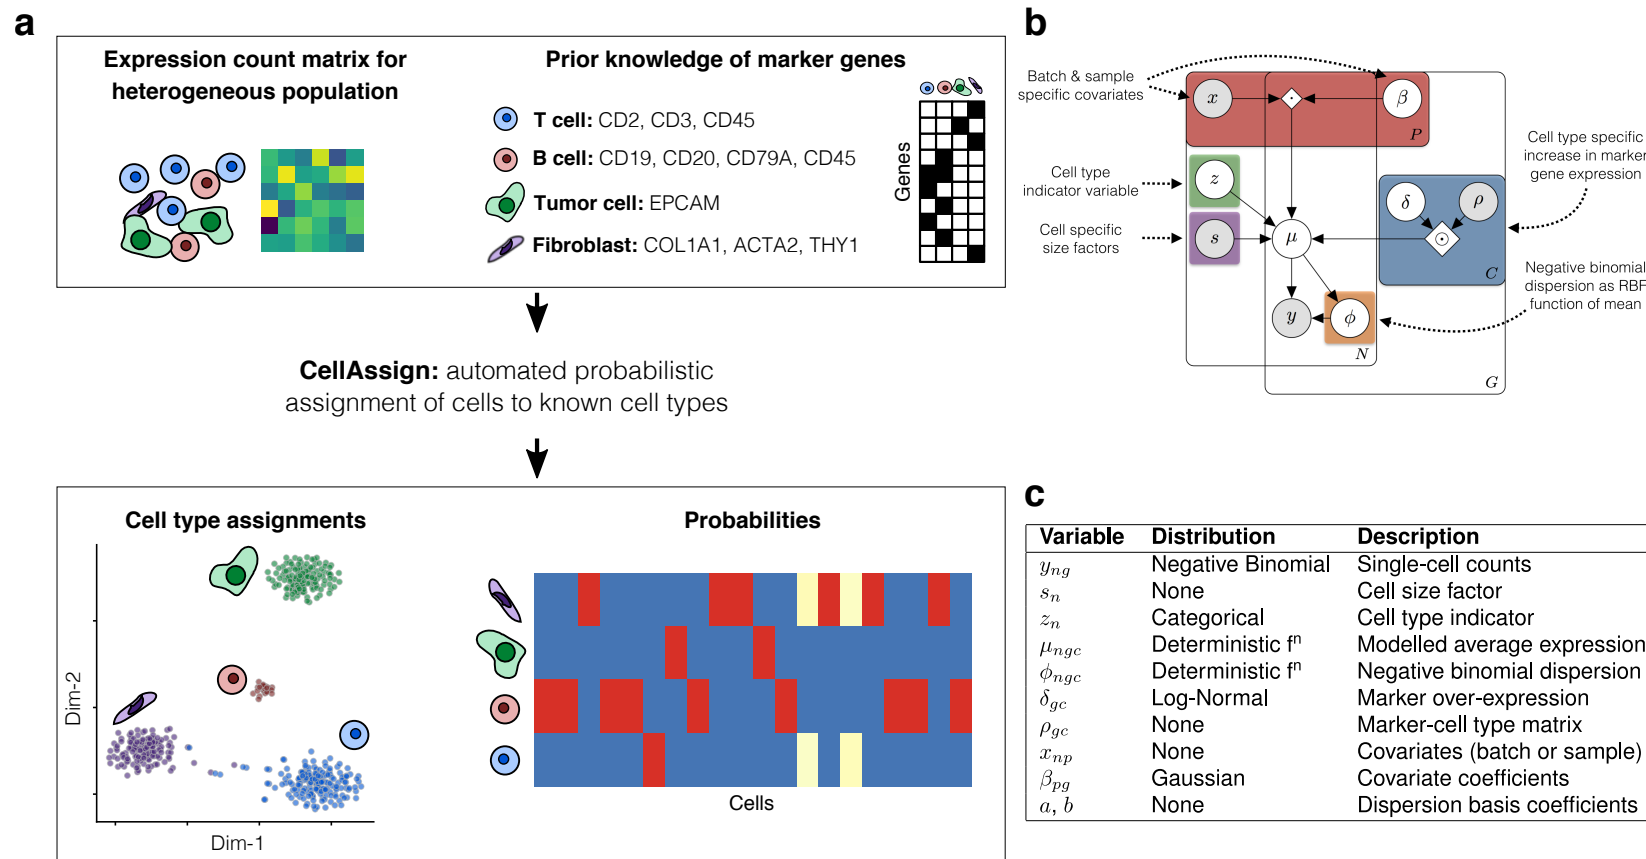 a
Expression count matrix for
heterogeneous population
Prior knowledge of marker genes
T cell: CD2, CD3, CD45
B cell: CD19, CD20, CD79A, CD45
Tumor cell: EPCAM
Fibroblast: COL1A1, ACTA2, THY1
Genes
CellAssign: automated probabilistic
assignment of cells to known cell types
Cell type assignments
Dim-2
Dim-1
Probabilities
Cells
b
Batch & sample
specific covariates
Cell type
indicator variable
Cell specific
size factors
Cell type specific
increase in marker
gene expression
Negative binomial
dispersion as RBF
function of mean
x
β
P
z
δ
ρ
s
μ
C
y
ϕ
N
G
c
Variable Distribution Description
y_ng Negative Binomial Single-cell counts
s_n None Cell size factor
z_n Categorical Cell type indicator
μ_ngc Deterministic fⁿ Modelled average expression
ϕ_ngc Deterministic fⁿ Negative binomial dispersion
δ_gc Log-Normal Marker over-expression
ρ_gc None Marker-cell type matrix
x_np None Covariates (batch or sample)
β_pg Gaussian Covariate coefficients
a, b None Dispersion basis coefficients